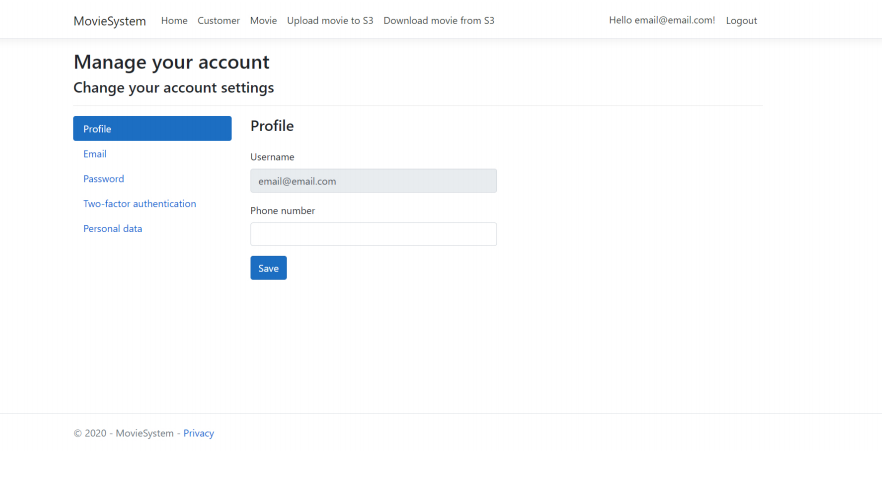 MovieSystem Home Customer Movie Upload movie to S3 Download movie from S3 Hello email@email.com! Logout
Manage your account
Change your account settings
Profile
Email
Password
Two-factor authentication
Personal data
Profile
Username
email@email.com
Phone number
Save
© 2020 - MovieSystem - Privacy